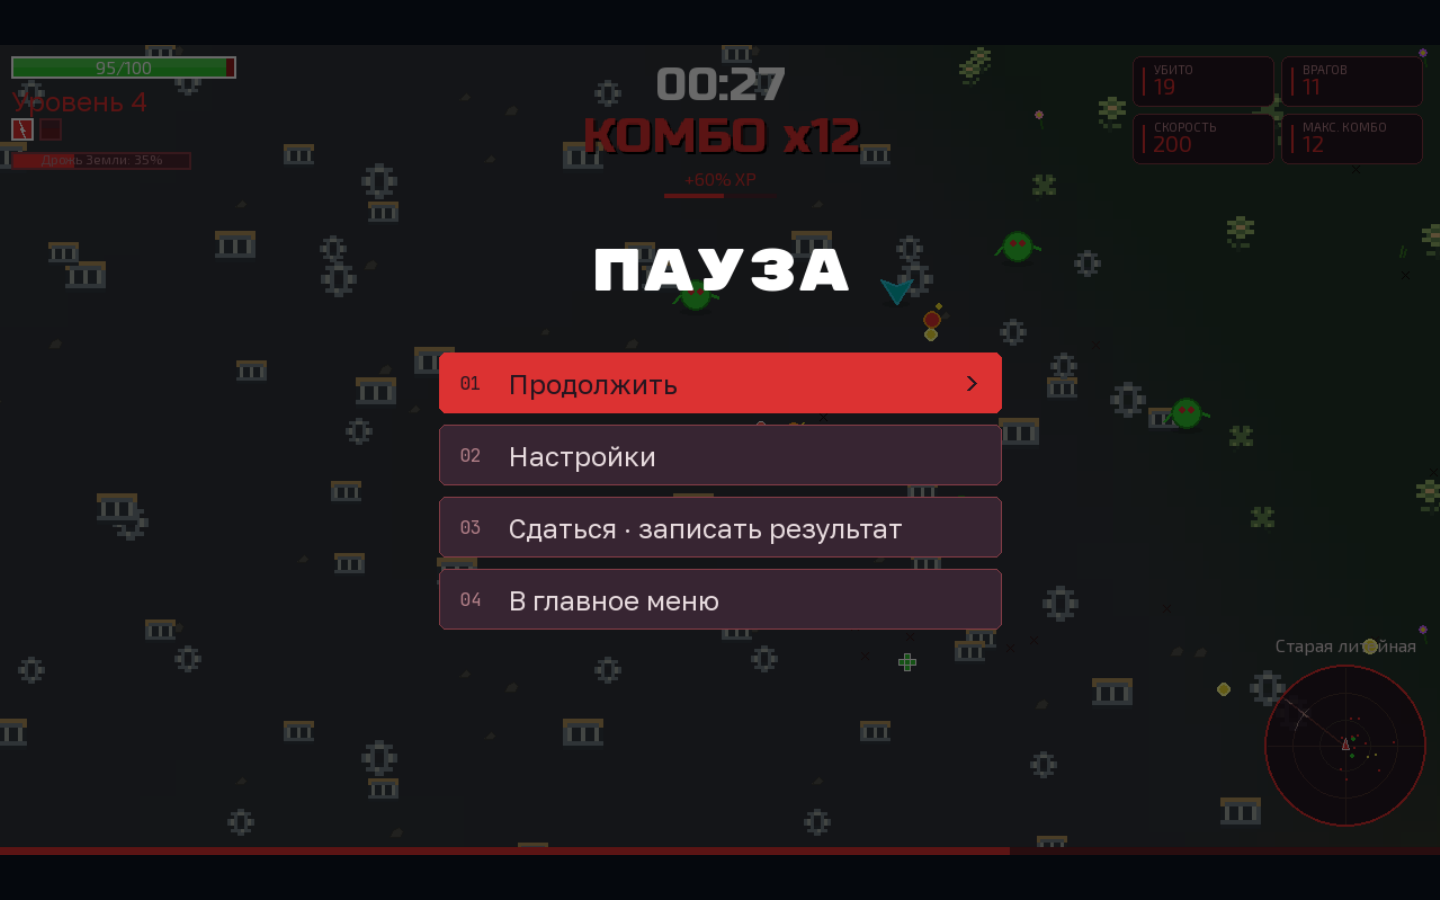 95/100
Уровень 4
Дрожь Земли: 35%
00:27
КОМБО x12
+60% XP
УБИТО
19
ВРАГОВ
11
СКОРОСТЬ
200
МАКС. КОМБО
12
ПАУЗА
01 Продолжить >
02 Настройки
03 Сдаться · записать результат
04 В главное меню
Старая литейная